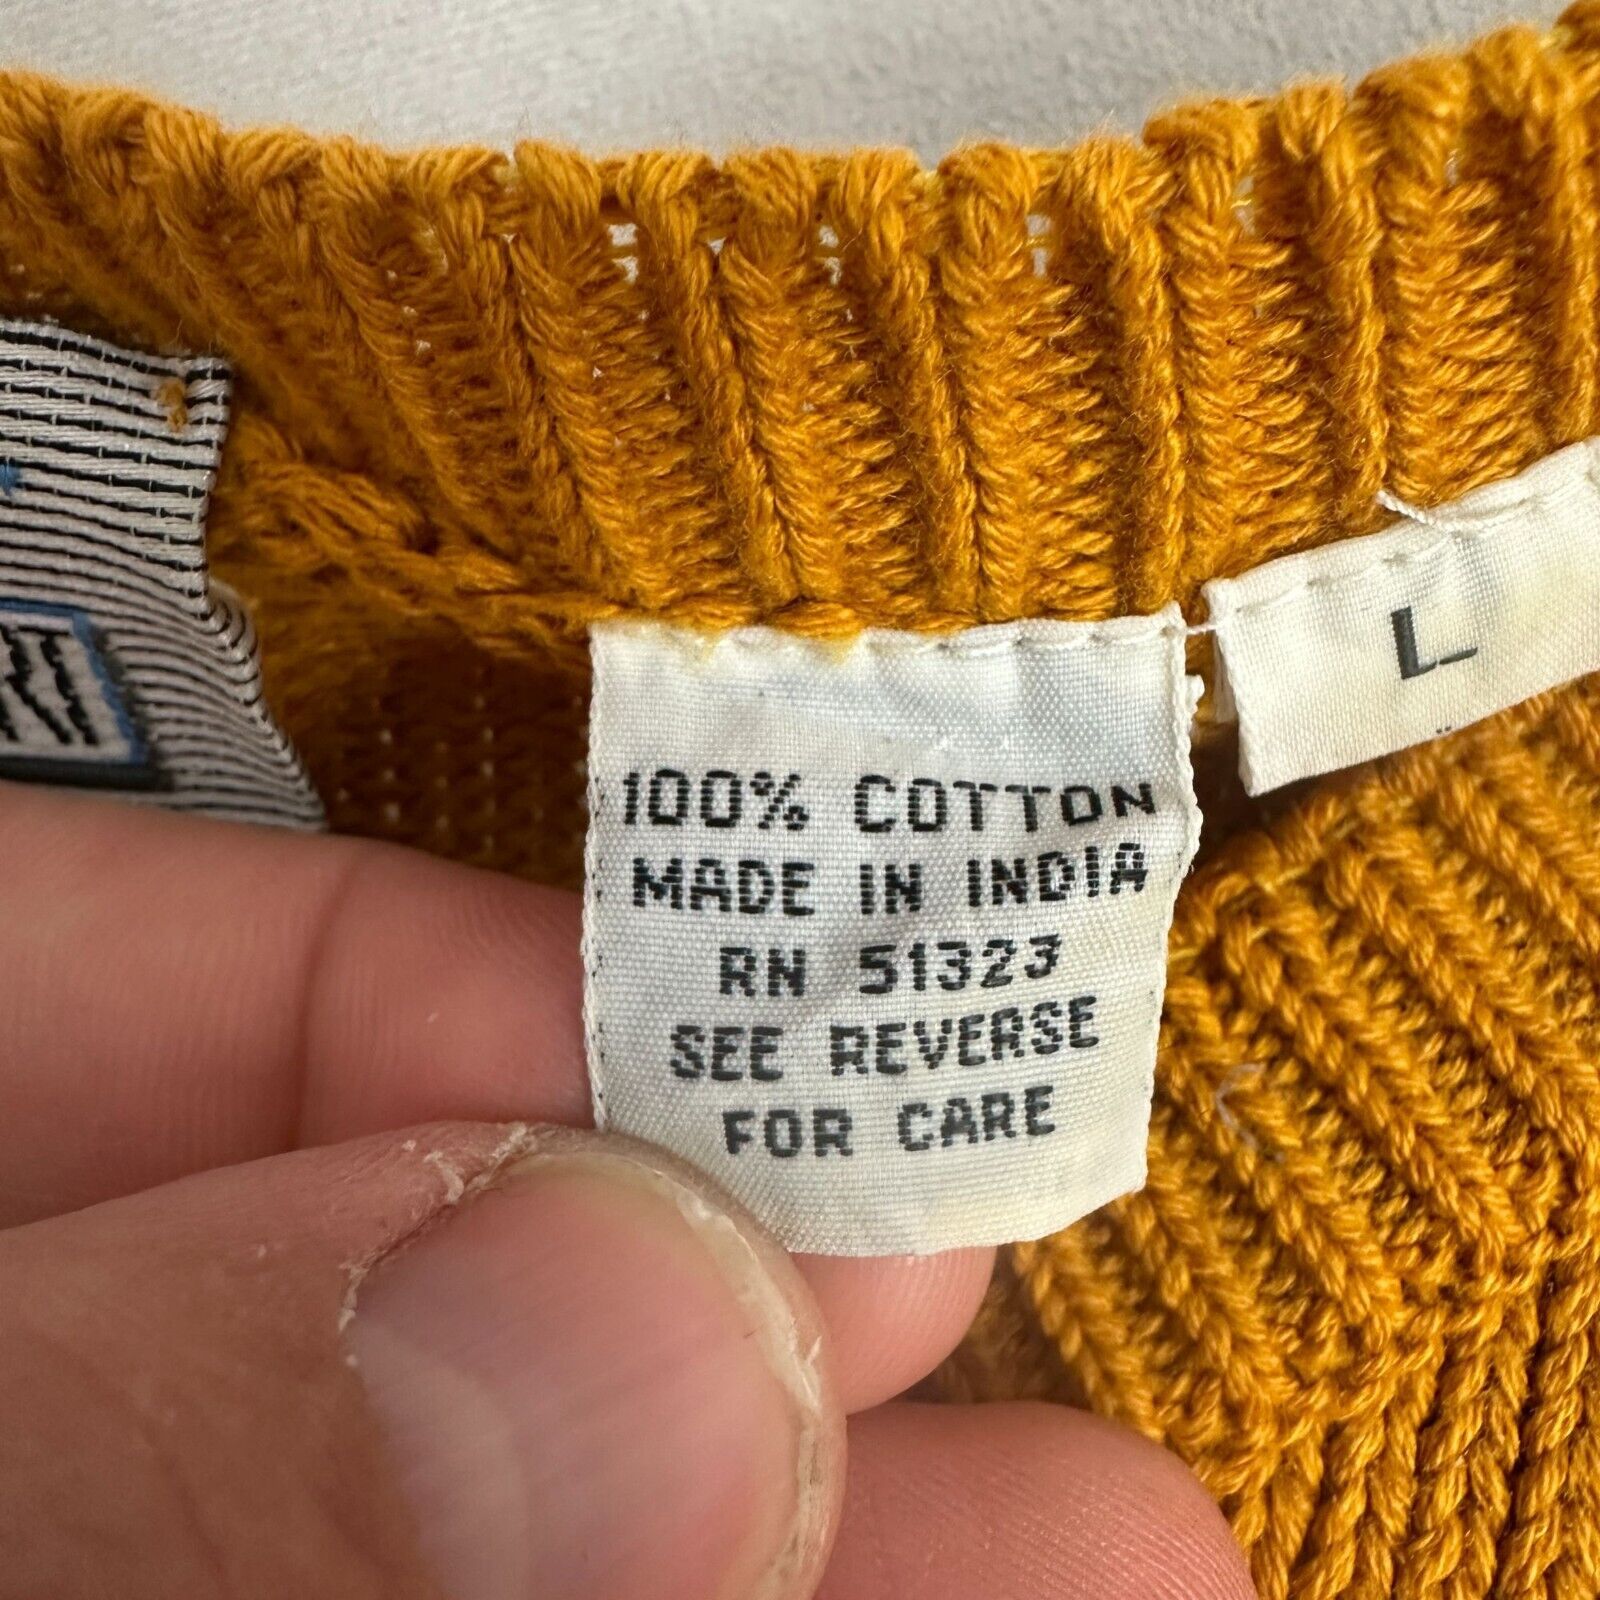 100% COTTON
MADE IN INDIA
RN 51323
SEE REVERSE
FOR CARE
L